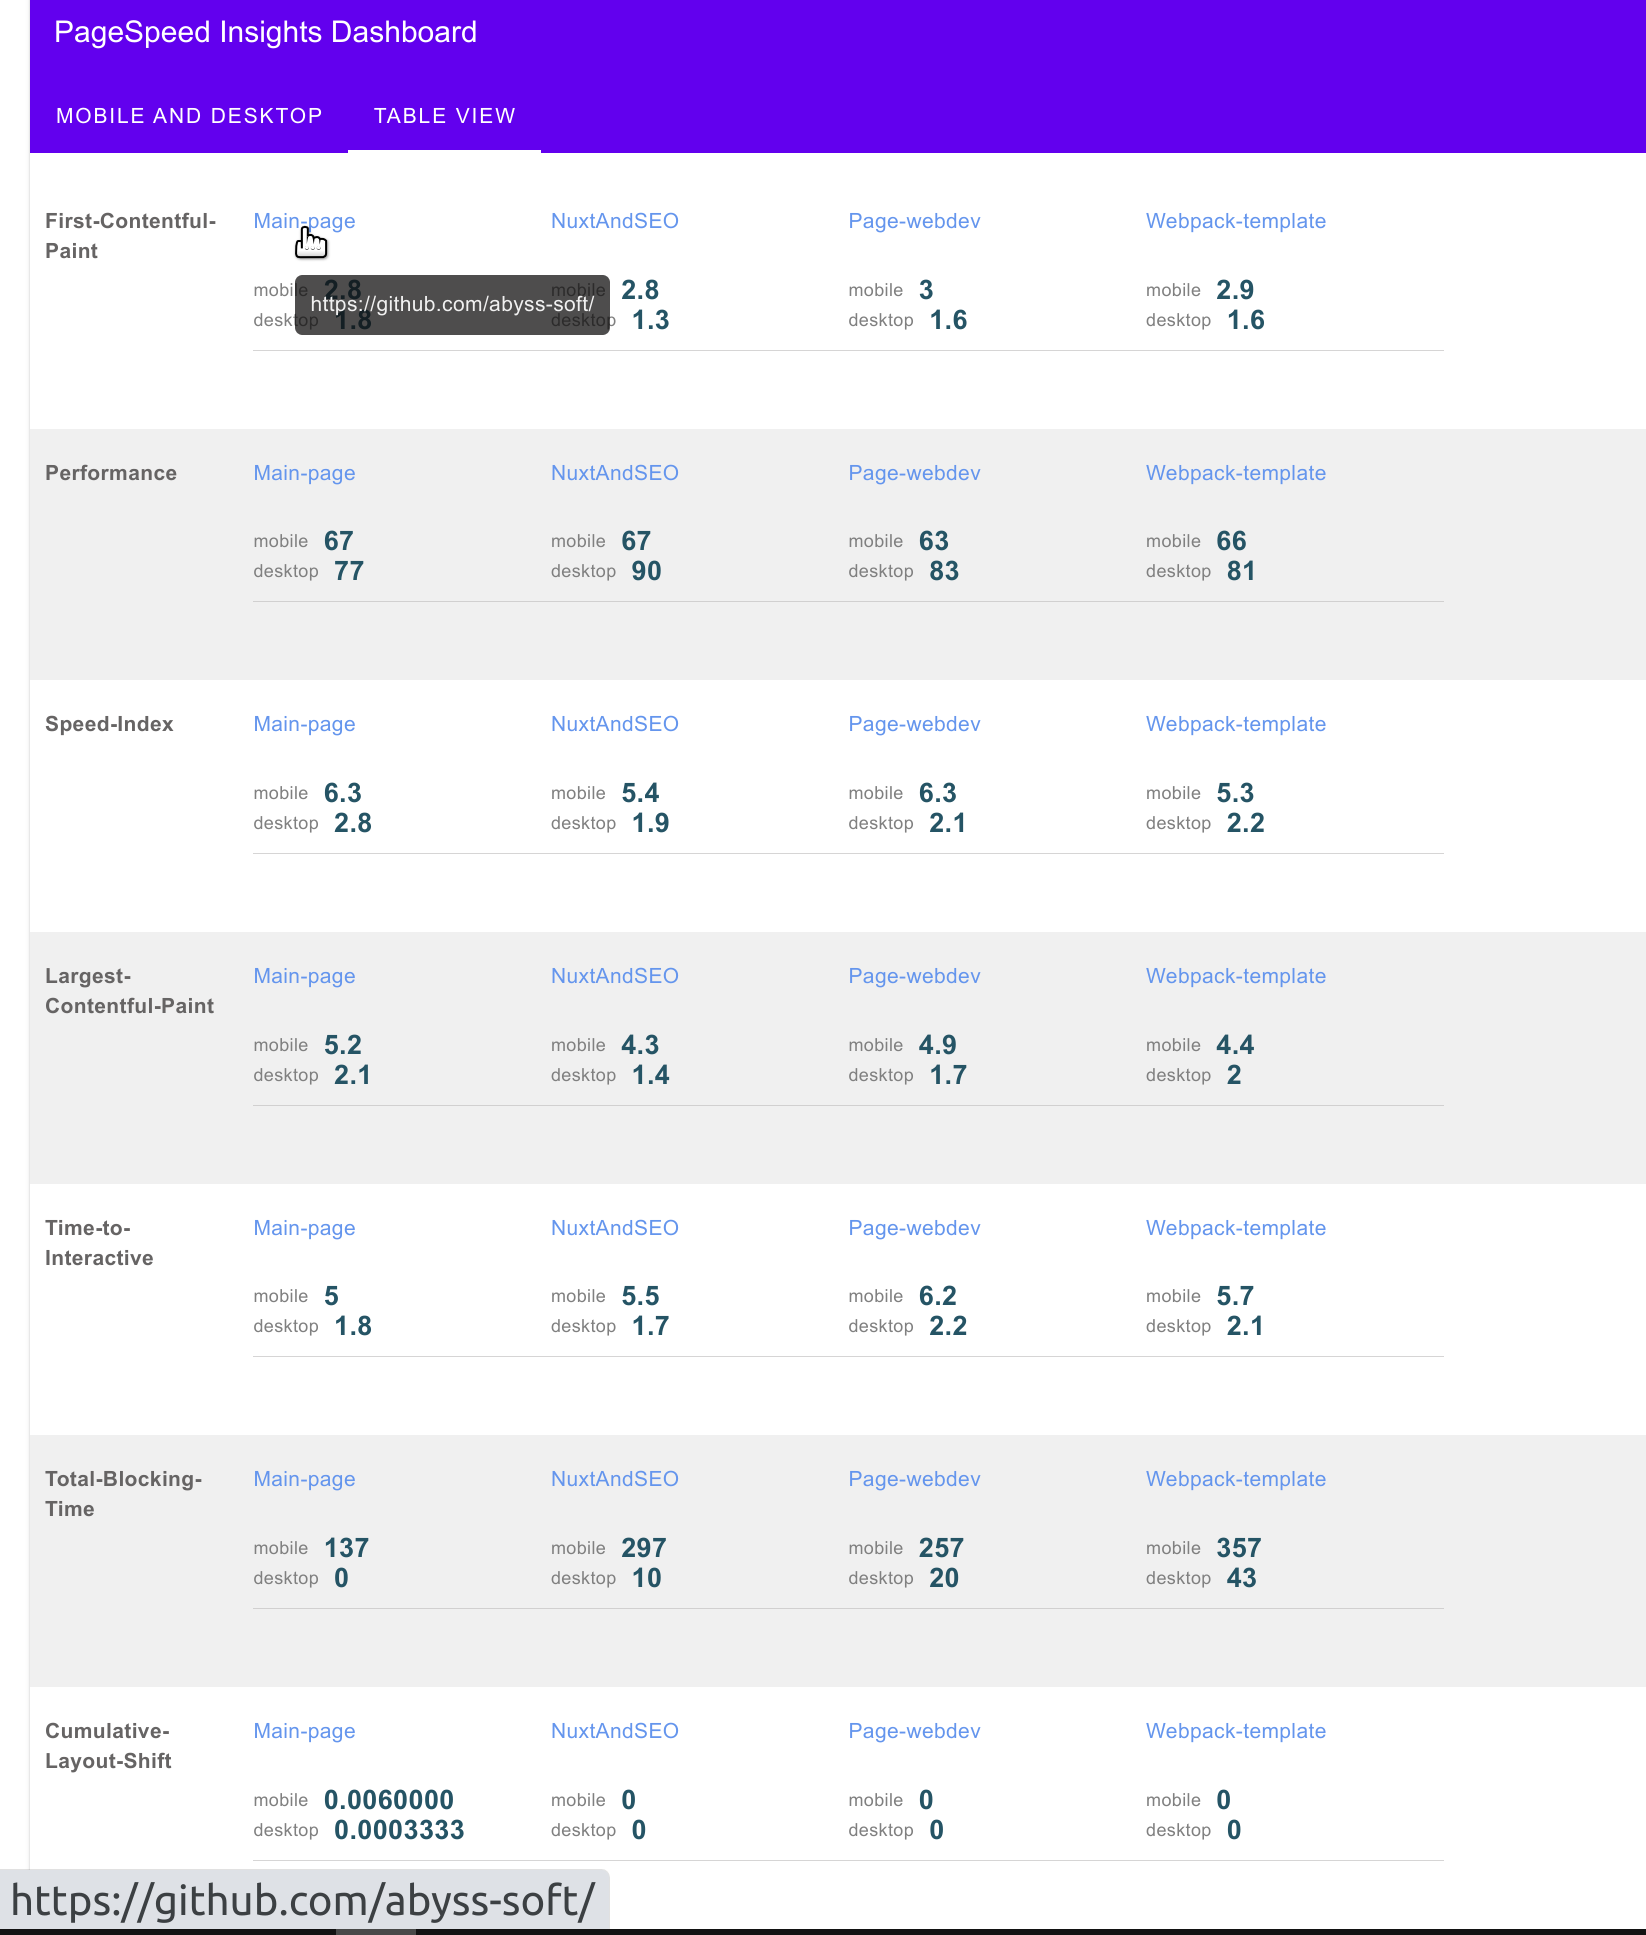 PageSpeed Insights Dashboard
MOBILE AND DESKTOP TABLE VIEW
First-Contentful-
Paint
Main-page NuxtAndSEO Page-webdev Webpack-template
mobile 2.8 mobile 2.8 mobile 3 mobile 2.9
https://github.com/abyss-soft/
desktop 1.8 desktop 1.3 desktop 1.6 desktop 1.6
Performance Main-page NuxtAndSEO Page-webdev Webpack-template
mobile 67 mobile 67 mobile 63 mobile 66
desktop 77 desktop 90 desktop 83 desktop 81
Speed-Index Main-page NuxtAndSEO Page-webdev Webpack-template
mobile 6.3 mobile 5.4 mobile 6.3 mobile 5.3
desktop 2.8 desktop 1.9 desktop 2.1 desktop 2.2
Largest-
Contentful-Paint
Main-page NuxtAndSEO Page-webdev Webpack-template
mobile 5.2 mobile 4.3 mobile 4.9 mobile 4.4
desktop 2.1 desktop 1.4 desktop 1.7 desktop 2
Time-to-
Interactive
Main-page NuxtAndSEO Page-webdev Webpack-template
mobile 5 mobile 5.5 mobile 6.2 mobile 5.7
desktop 1.8 desktop 1.7 desktop 2.2 desktop 2.1
Total-Blocking-
Time
Main-page NuxtAndSEO Page-webdev Webpack-template
mobile 137 mobile 297 mobile 257 mobile 357
desktop 0 desktop 10 desktop 20 desktop 43
Cumulative-
Layout-Shift
Main-page NuxtAndSEO Page-webdev Webpack-template
mobile 0.0060000 mobile 0 mobile 0 mobile 0
desktop 0.0003333 desktop 0 desktop 0 desktop 0
https://github.com/abyss-soft/